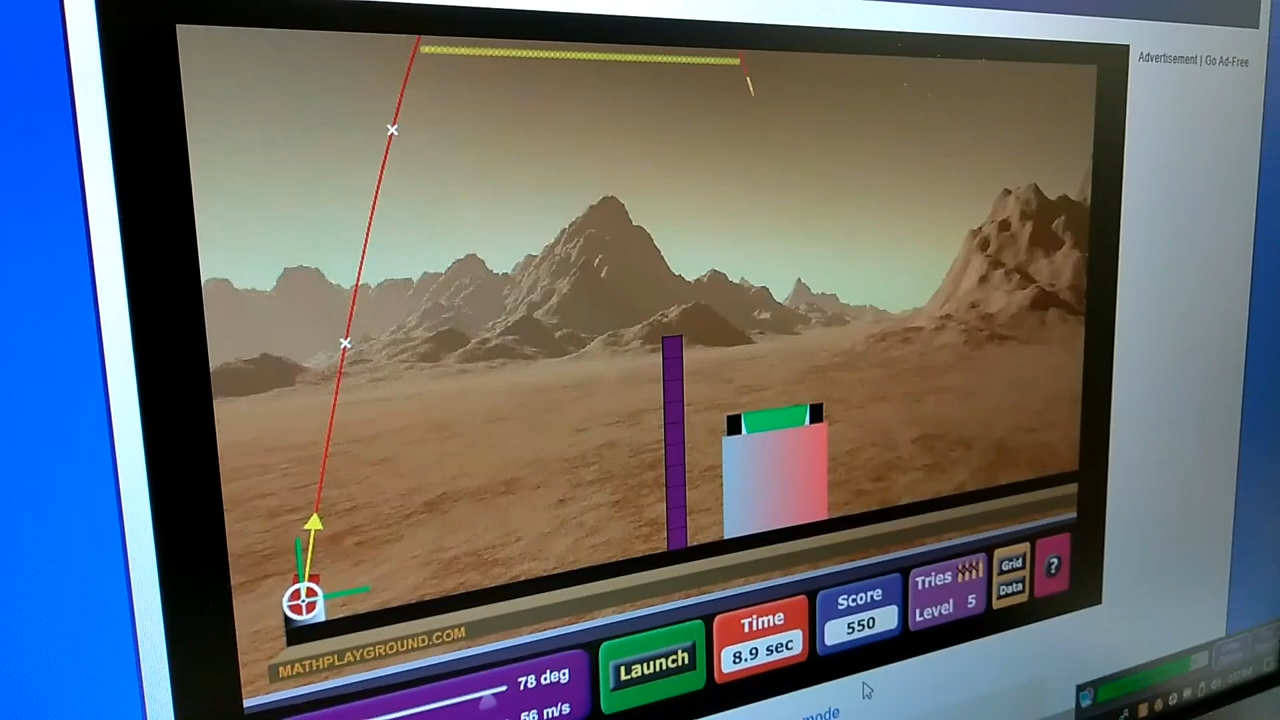 Advertisement | Go Ad-Free
MATHPLAYGROUND.COM
78 deg
56 m/s
Launch
Time
8.9 sec
Score
550
Tries
Level 5
Grid
Data
?
mode